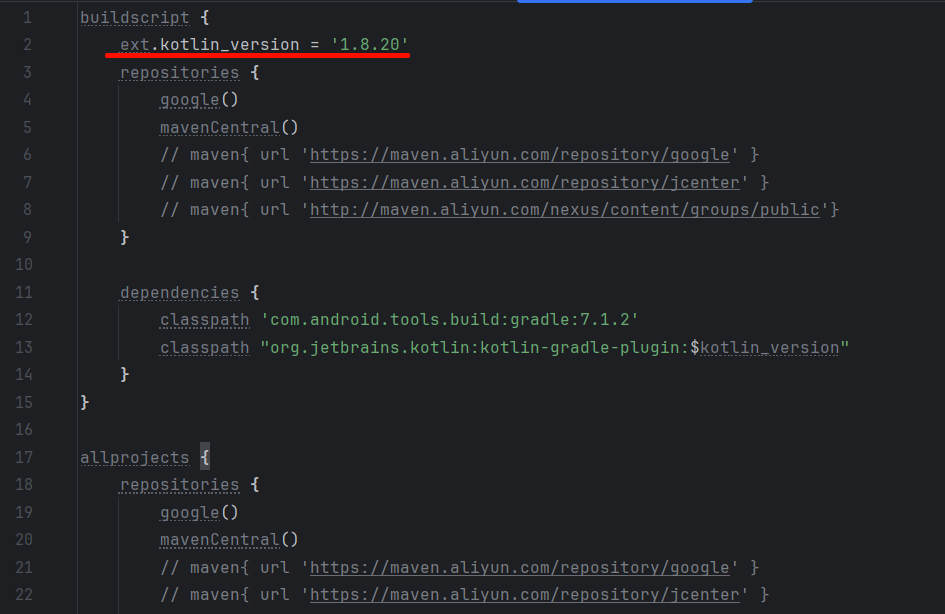 1 buildscript {
2 ext.kotlin_version = '1.8.20'
3 repositories {
4 google()
5 mavenCentral()
6 // maven{ url 'https://maven.aliyun.com/repository/google' }
7 // maven{ url 'https://maven.aliyun.com/repository/jcenter' }
8 // maven{ url 'http://maven.aliyun.com/nexus/content/groups/public'}
9 }
10
11 dependencies {
12 classpath 'com.android.tools.build:gradle:7.1.2'
13 classpath "org.jetbrains.kotlin:kotlin-gradle-plugin:$kotlin_version"
14 }
15 }
16
17 allprojects {
18 repositories {
19 google()
20 mavenCentral()
21 // maven{ url 'https://maven.aliyun.com/repository/google' }
22 // maven{ url 'https://maven.aliyun.com/repository/jcenter' }